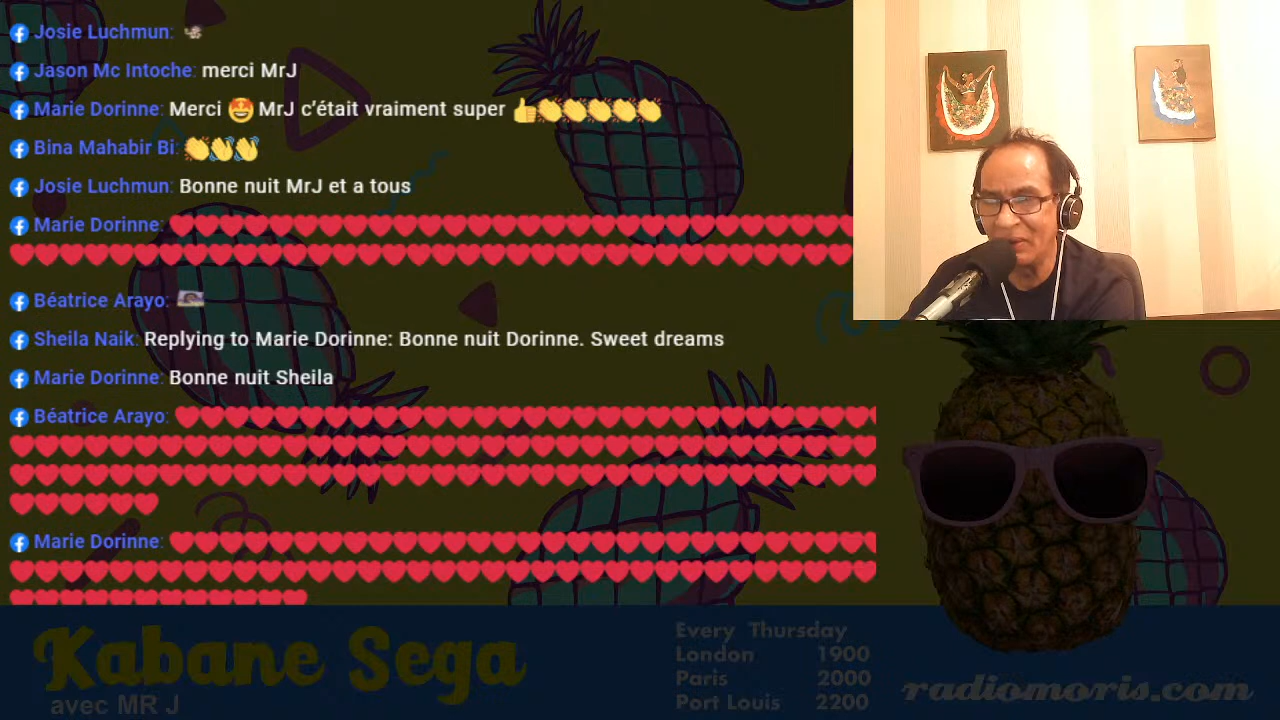 Josie Luchmun:
Jason Mc Intoche: merci MrJ
Marie Dorinne: Merci 🤩 MrJ c’était vraiment super 👍👏👏👏👏👏
Bina Mahabir Bi: 👏👋👋
Josie Luchmun: Bonne nuit MrJ et a tous
Marie Dorinne:
Béatrice Arayo:
Sheila Naik: Replying to Marie Dorinne: Bonne nuit Dorinne. Sweet dreams
Marie Dorinne: Bonne nuit Sheila
Béatrice Arayo:
Marie Dorinne:
Kabane Sega
avec MR J
Every Thursday
London 1900
Paris 2000
Port Louis 2200
radiomoris.com